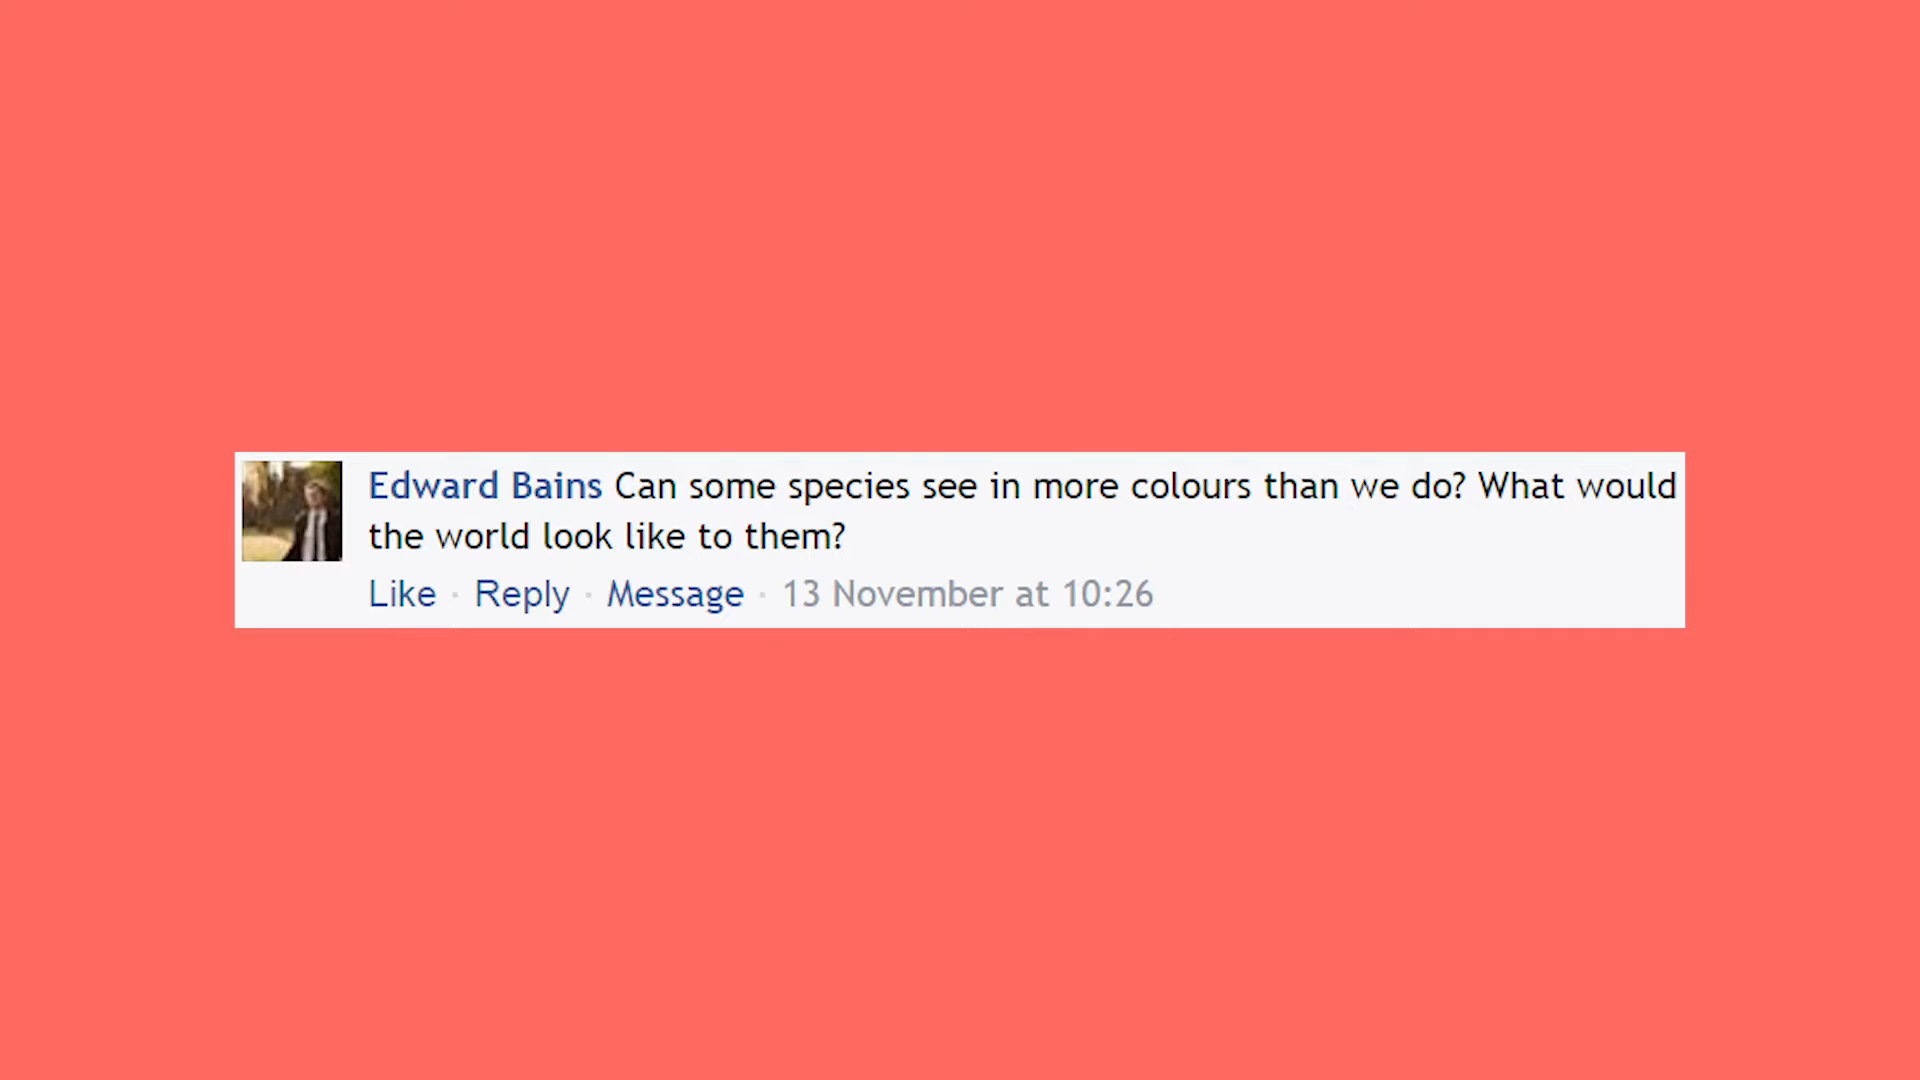 Edward Bains Can some species see in more colours than we do? What would
the world look like to them?
Like · Reply · Message · 13 November at 10:26